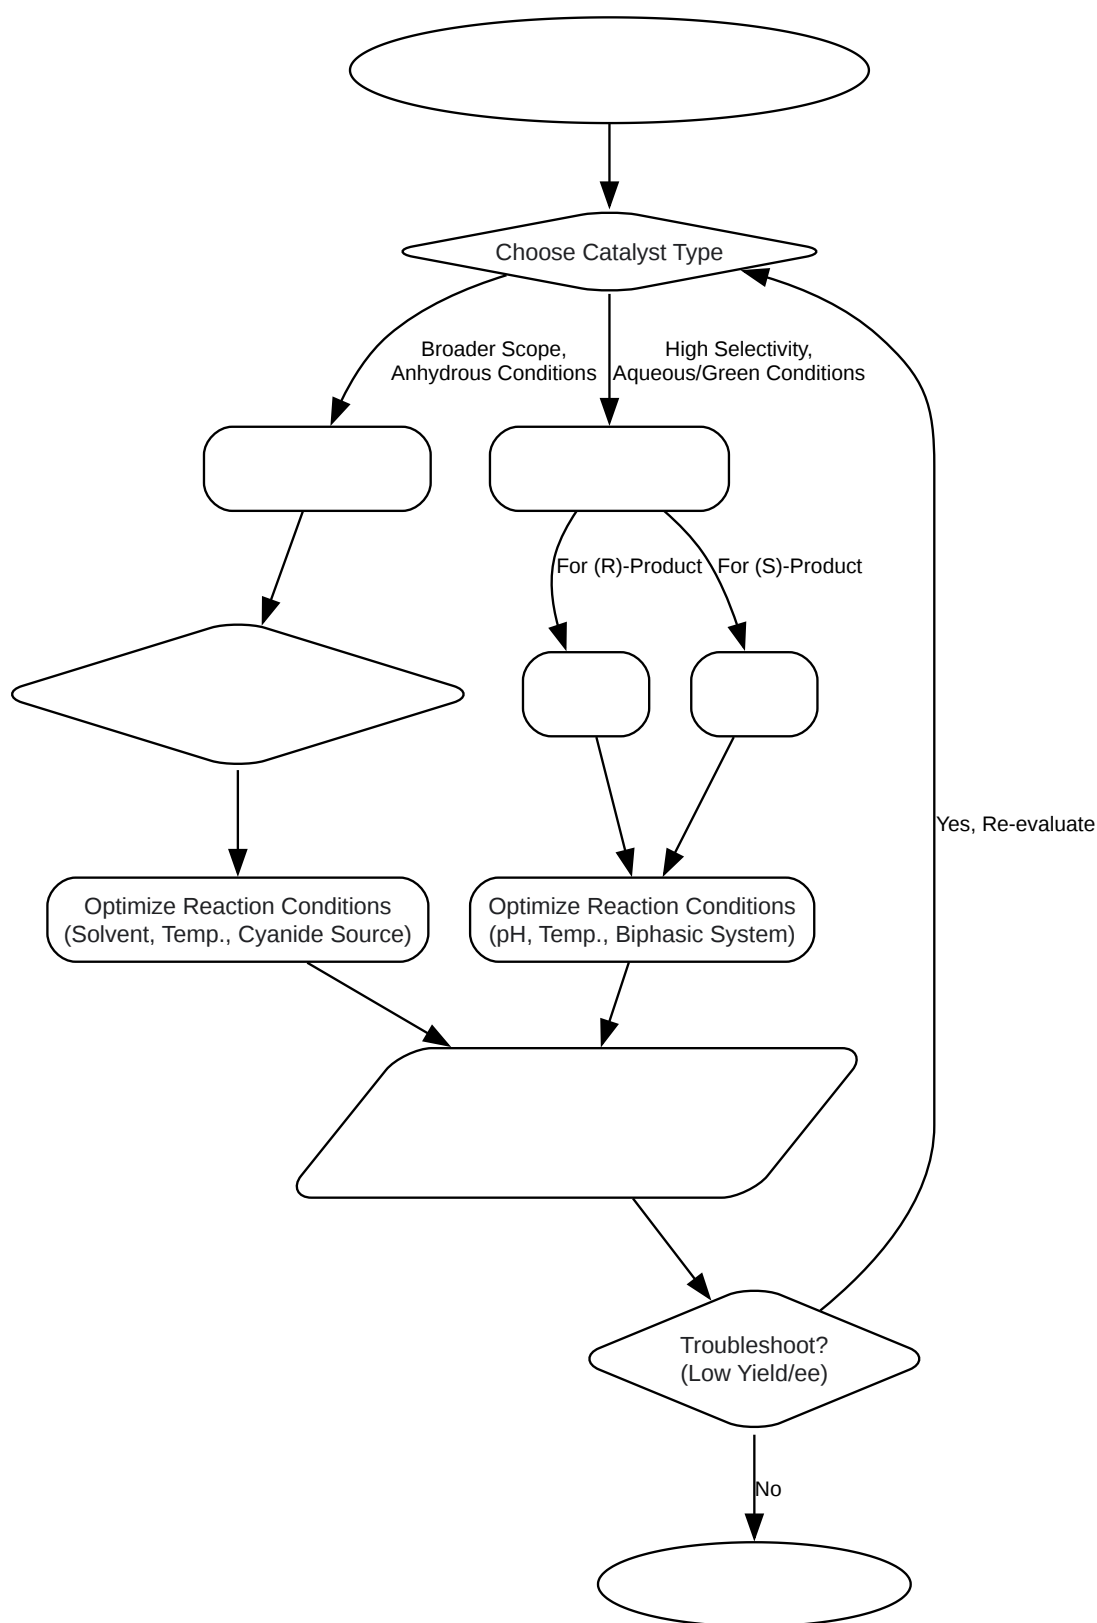 Choose Catalyst Type
Broader Scope,
Anhydrous Conditions
High Selectivity,
Aqueous/Green Conditions
For (R)-Product
For (S)-Product
Yes, Re-evaluate
Optimize Reaction Conditions
(Solvent, Temp., Cyanide Source)
Optimize Reaction Conditions
(pH, Temp., Biphasic System)
Troubleshoot?
(Low Yield/ee)
No